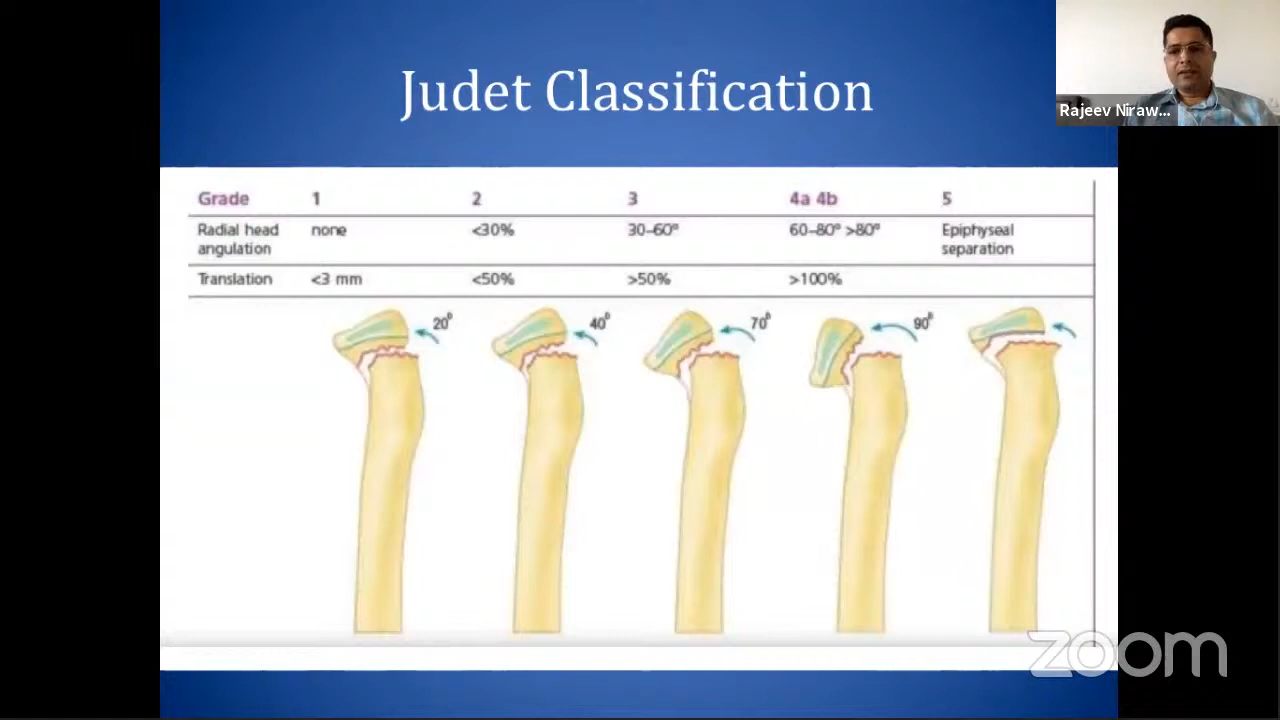 Judet Classification
Rajeev Niraw...
Grade 1 2 3 4a 4b 5
Radial head angulation none <30% 30–60° 60–80° >80° Epiphyseal separation
Translation <3 mm <50% >50% >100%
20° 40° 70° 90°
zoom